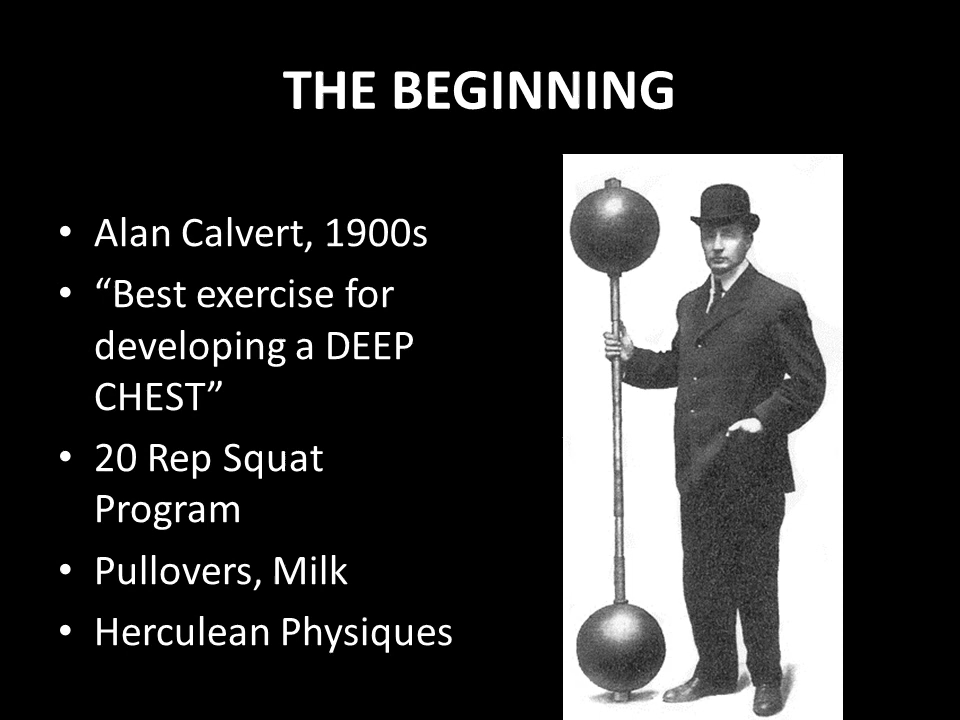 THE BEGINNING
• Alan Calvert, 1900s
• “Best exercise for
developing a DEEP
CHEST”
• 20 Rep Squat
Program
• Pullovers, Milk
• Herculean Physiques